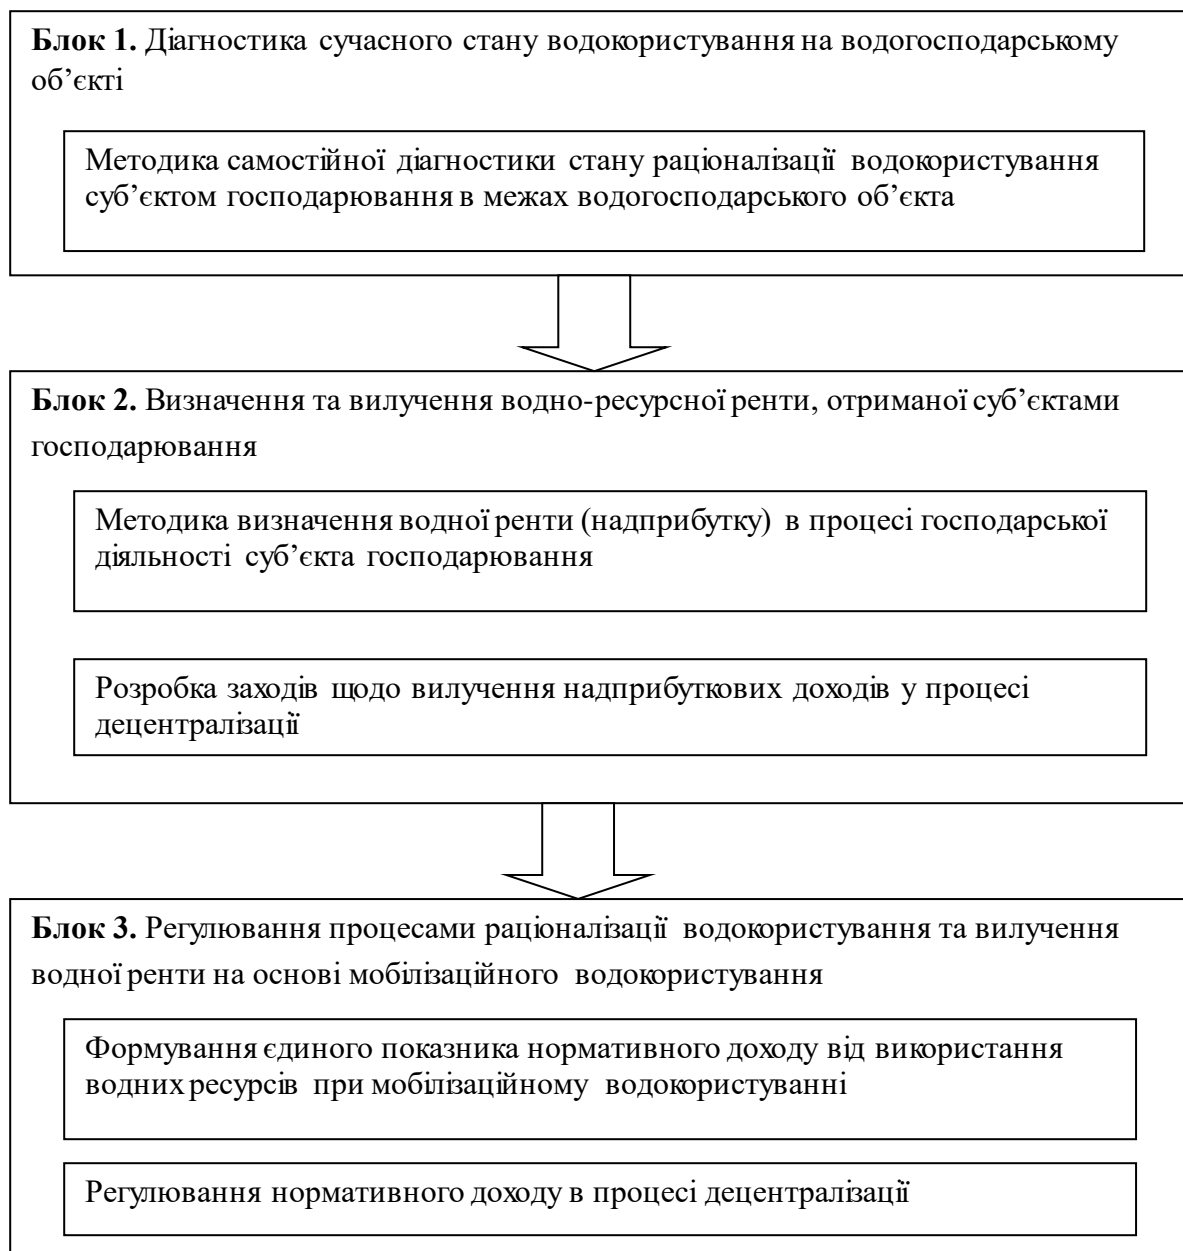 Блок 1. Діагностика сучасного стану водокористування на водогосподарському
об’єкті
Методика самостійної діагностики стану раціоналізації водокористування
суб’єктом господарювання в межах водогосподарського об’єкта
Блок 2. Визначення та вилучення водно-ресурсної ренти, отриманої суб’єктами
господарювання
Методика визначення водної ренти (надприбутку) в процесі господарської
діяльності суб’єкта господарювання
Розробка заходів щодо вилучення надприбуткових доходів у процесі
децентралізації
Блок 3. Регулювання процесами раціоналізації водокористування та вилучення
водної ренти на основі мобілізаційного водокористування
Формування єдиного показника нормативного доходу від використання
водних ресурсів при мобілізаційному водокористуванні
Регулювання нормативного доходу в процесі децентралізації